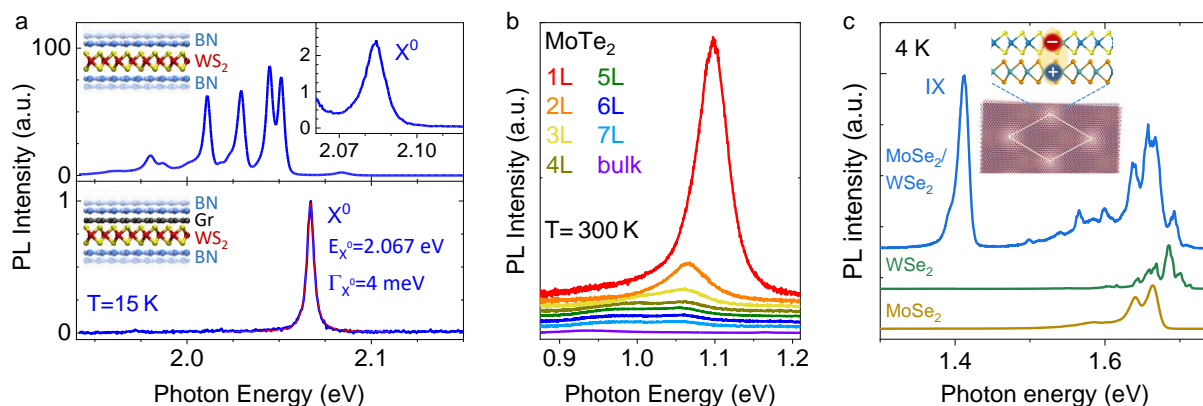 a
PL Intensity (a.u.)
100
0
BN
WS₂
BN
2
1
0
X⁰
2.07
2.10
1
0
BN
Gr
WS₂
BN
X⁰
E_X⁰=2.067 eV
Γ_X⁰=4 meV
T=15 K
2.0
2.1
Photon Energy (eV)
b
PL Intensity (a.u.)
MoTe₂
1L 5L
2L 6L
3L 7L
4L bulk
T= 300 K
0.9 1.0 1.1 1.2
Photon Energy (eV)
c
PL intensity (a.u.)
4 K
−
+
IX
MoSe₂/
WSe₂
WSe₂
MoSe₂
1.4
1.6
Photon energy (eV)